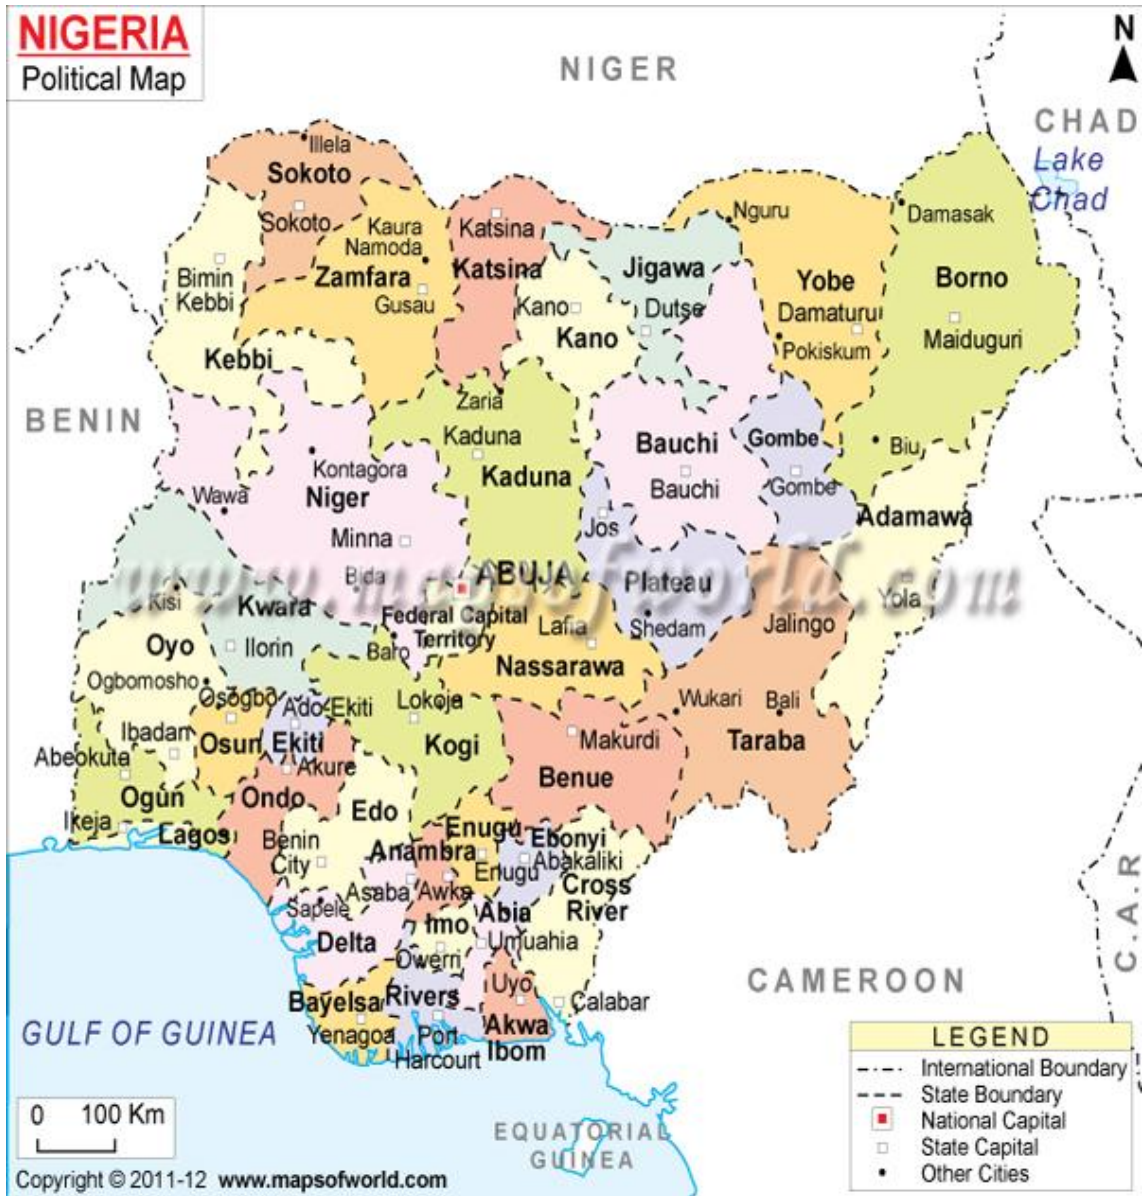 NIGERIA
Political Map
N
NIGER
CHAD
Lake
Chad
Illela
Sokoto
Sokoto
Kaura
Namoda
Zamfara
Gusau
Katsina
Katsina
Bimin
Kebbi
Kebbi
Kano
Kano
Jigawa
Dutse
Nguru
Yobe
Damaturu
Pokiskum
Damasak
Borno
Maiduguri
Biu
BENIN
Zaria
Kaduna
Kaduna
Bauchi
Bauchi
Gombe
Gombe
Adamawa
Yola
Kontagora
Wawa
Niger
Minna
Bida
Jos
Plateau
Shedam
ABUJA
Federal Capital
Territory
Baro
Lafia
Nassarawa
Jalingo
Wukari
Bali
Taraba
www.mapsofworld.com
Kisi
Kwara
Ilorin
Oyo
Ogbomosho
Osogbo
Ibadan
Osun
Ado-Ekiti
Ekiti
Akure
Ondo
Lokoja
Kogi
Makurdi
Benue
Abeokuta
Ogun
Ikeja
Lagos
Edo
Benin
City
Enugu
Enugu
Anambra
Asaba
Awka
Ebonyi
Abakaliki
Cross
River
Abia
Umuahia
Imo
Owerri
Sapele
Delta
Bayelsa
Yenagoa
Rivers
Port
Harcourt
Uyo
Akwa
Ibom
Calabar
CAMEROON
C.A.R
GULF OF GUINEA
EQUATORIAL
GUINEA
LEGEND
International Boundary
State Boundary
National Capital
State Capital
Other Cities
0 100 Km
Copyright © 2011-12 www.mapsofworld.com